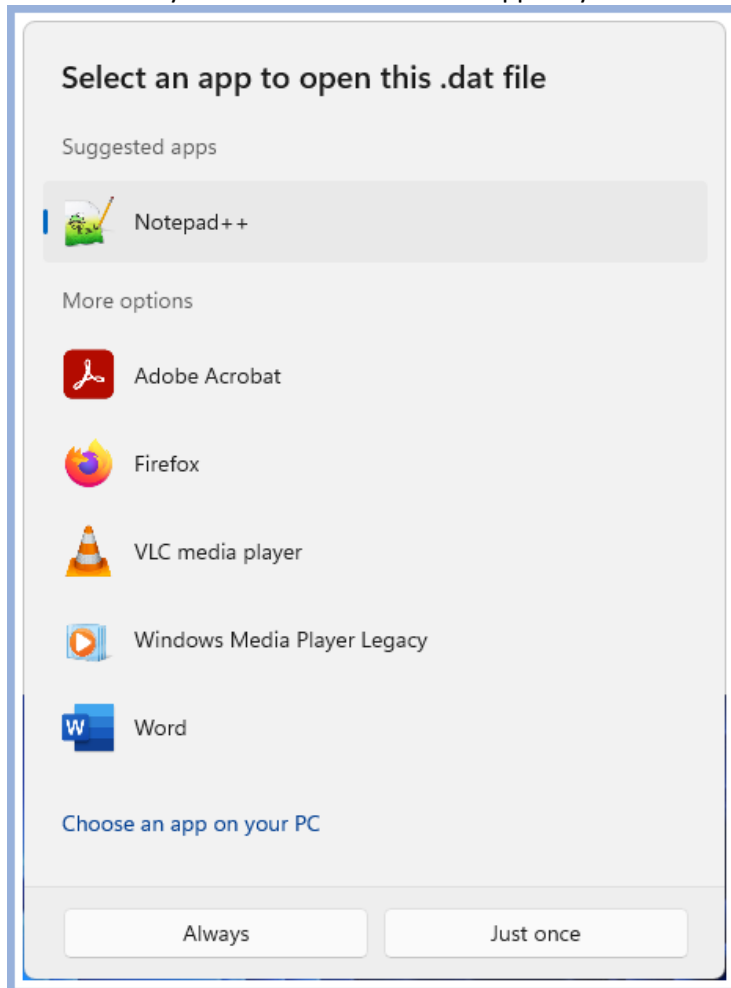 Select an app to open this .dat file
Suggested apps
Notepad++
More options
Adobe Acrobat
Firefox
VLC media player
Windows Media Player Legacy
W Word
Choose an app on your PC
Always
Just once